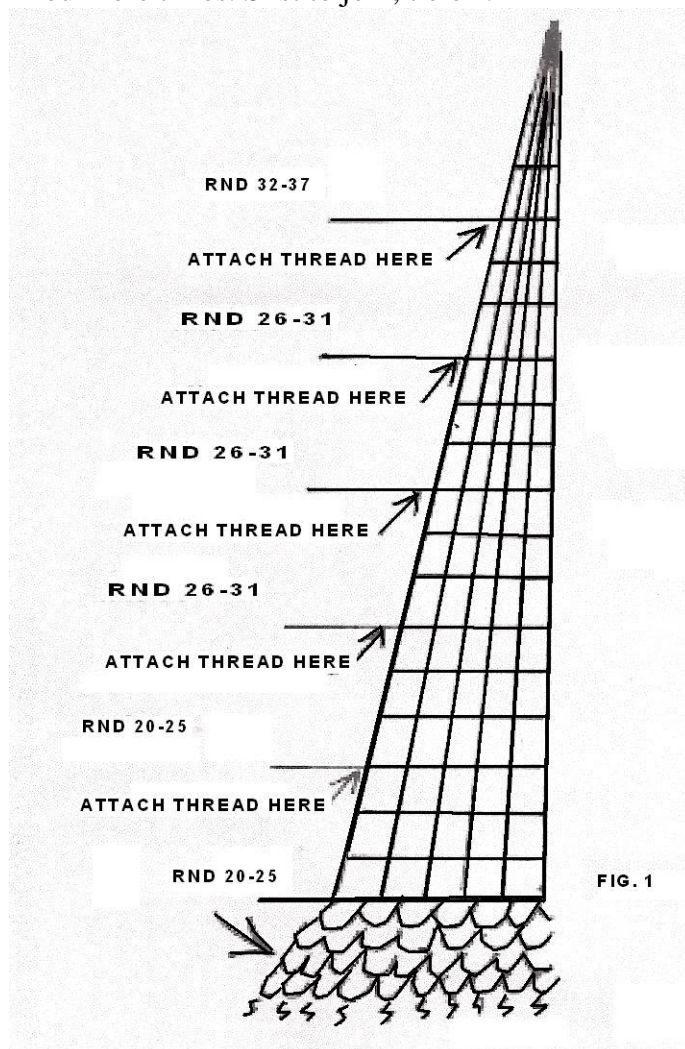 RND 32-37
ATTACH THREAD HERE
RND 26-31
ATTACH THREAD HERE
RND 26-31
ATTACH THREAD HERE
RND 26-31
ATTACH THREAD HERE
RND 20-25
ATTACH THREAD HERE
RND 20-25
FIG. 1